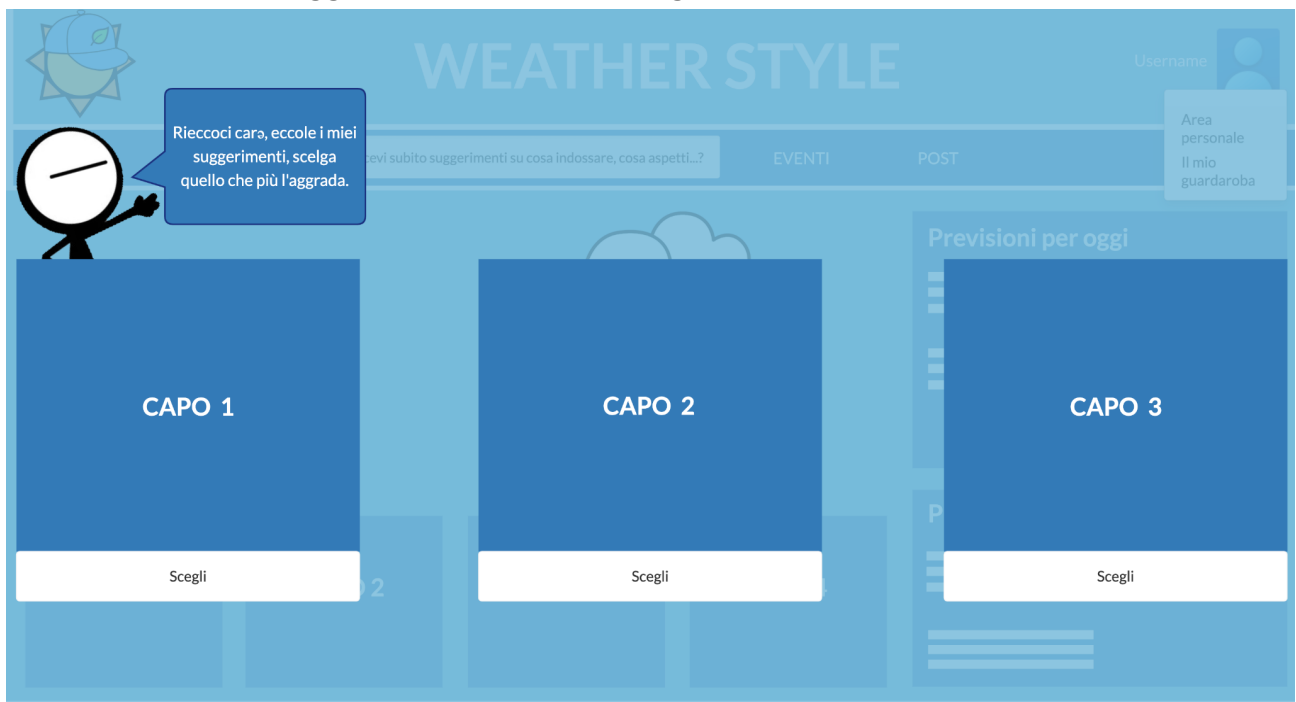 WEATHER STYLE
Username
Area
personale
Il mio
guardaroba
Rieccoci carə, eccole i miei
suggerimenti, scelga
quello che più l'aggrada.
subito suggerimenti su cosa indossare, cosa aspetti...?
EVENTI
POST
Previsioni per oggi
CAPO 1
CAPO 2
CAPO 3
P
Scegli
Scegli
Scegli
2